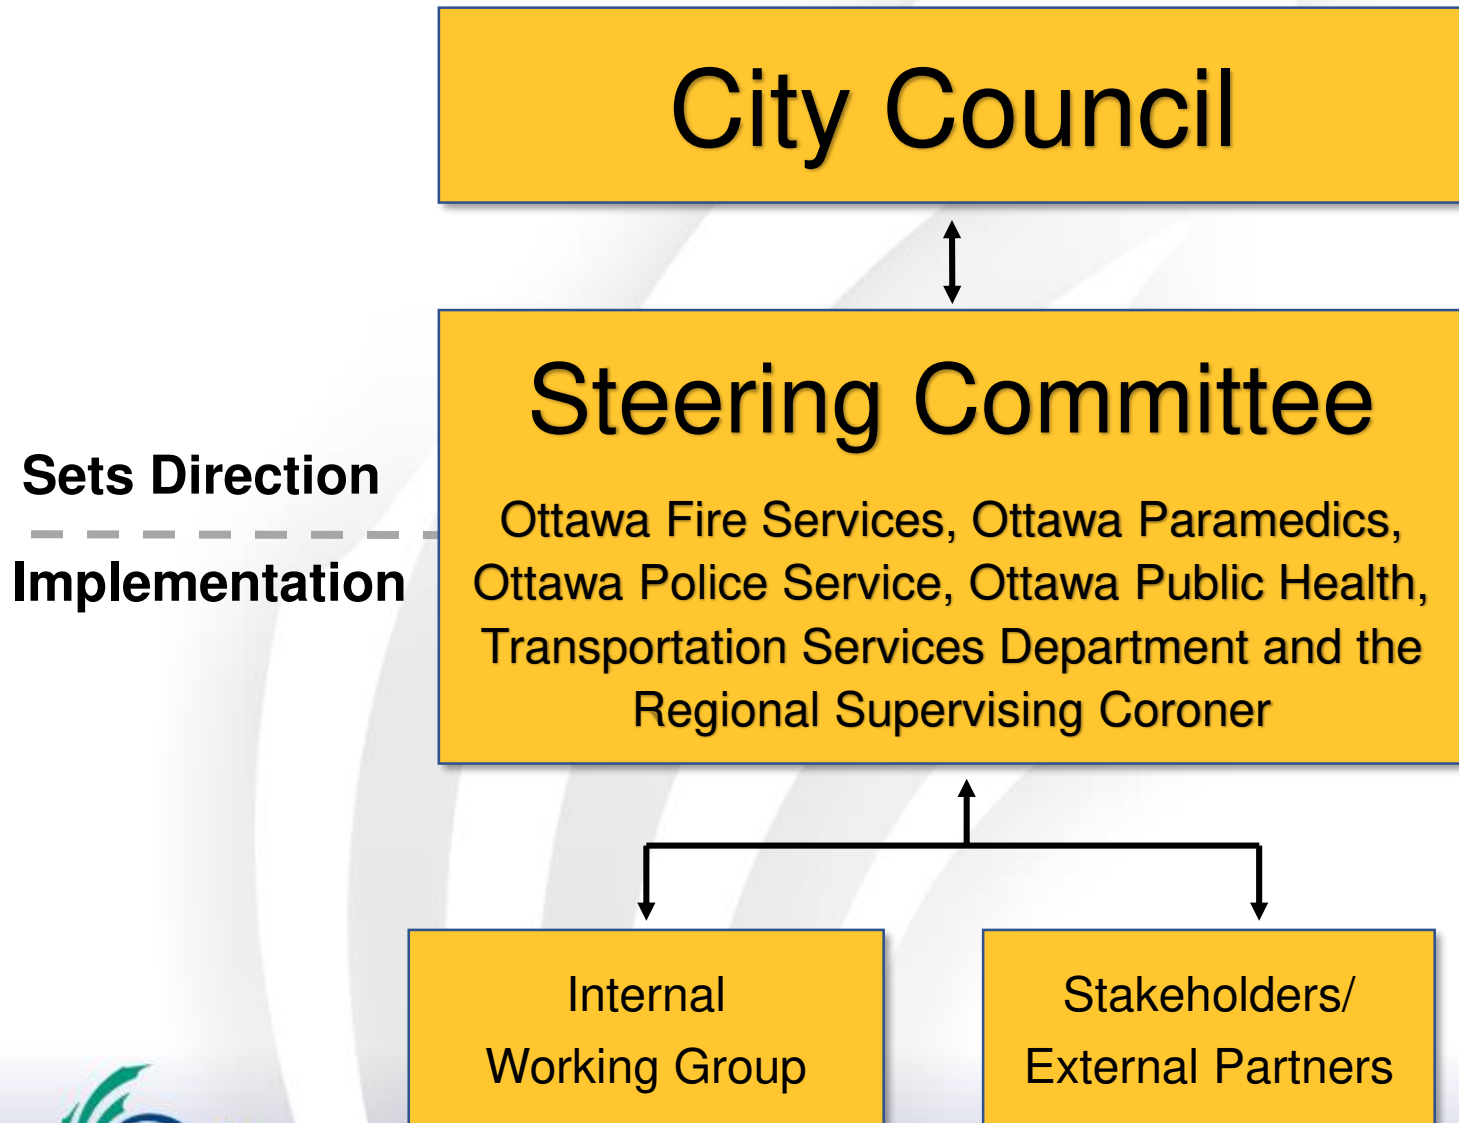 City Council
Steering Committee
Sets Direction
Ottawa Fire Services, Ottawa Paramedics,
Implementation
Ottawa Police Service, Ottawa Public Health,
Transportation Services Department and the
Regional Supervising Coroner
Internal
Working Group
Stakeholders/
External Partners